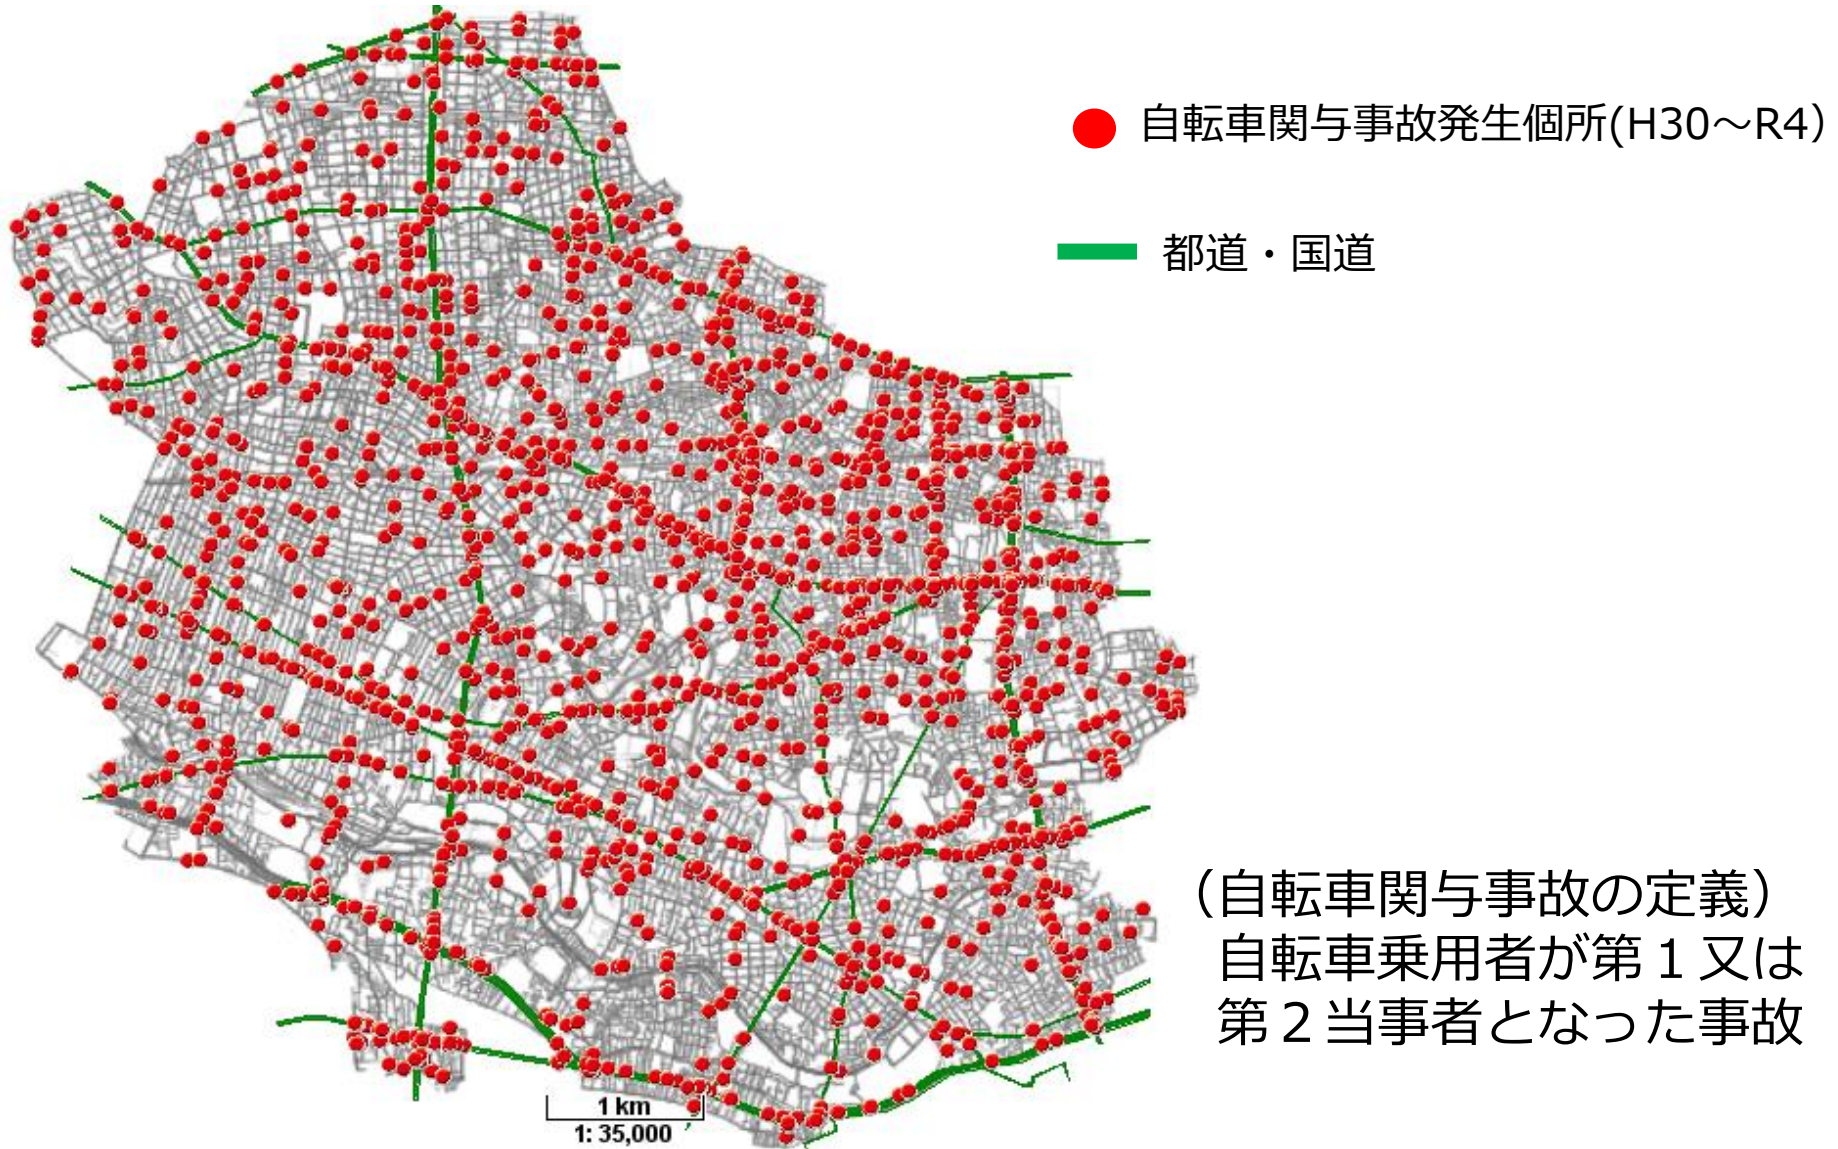 自転車関与事故発生個所(H30～R4）
都道・国道
（自転車関与事故の定義）
自転車乗用者が第１又は
第２当事者となった事故
1 km
1: 35,000